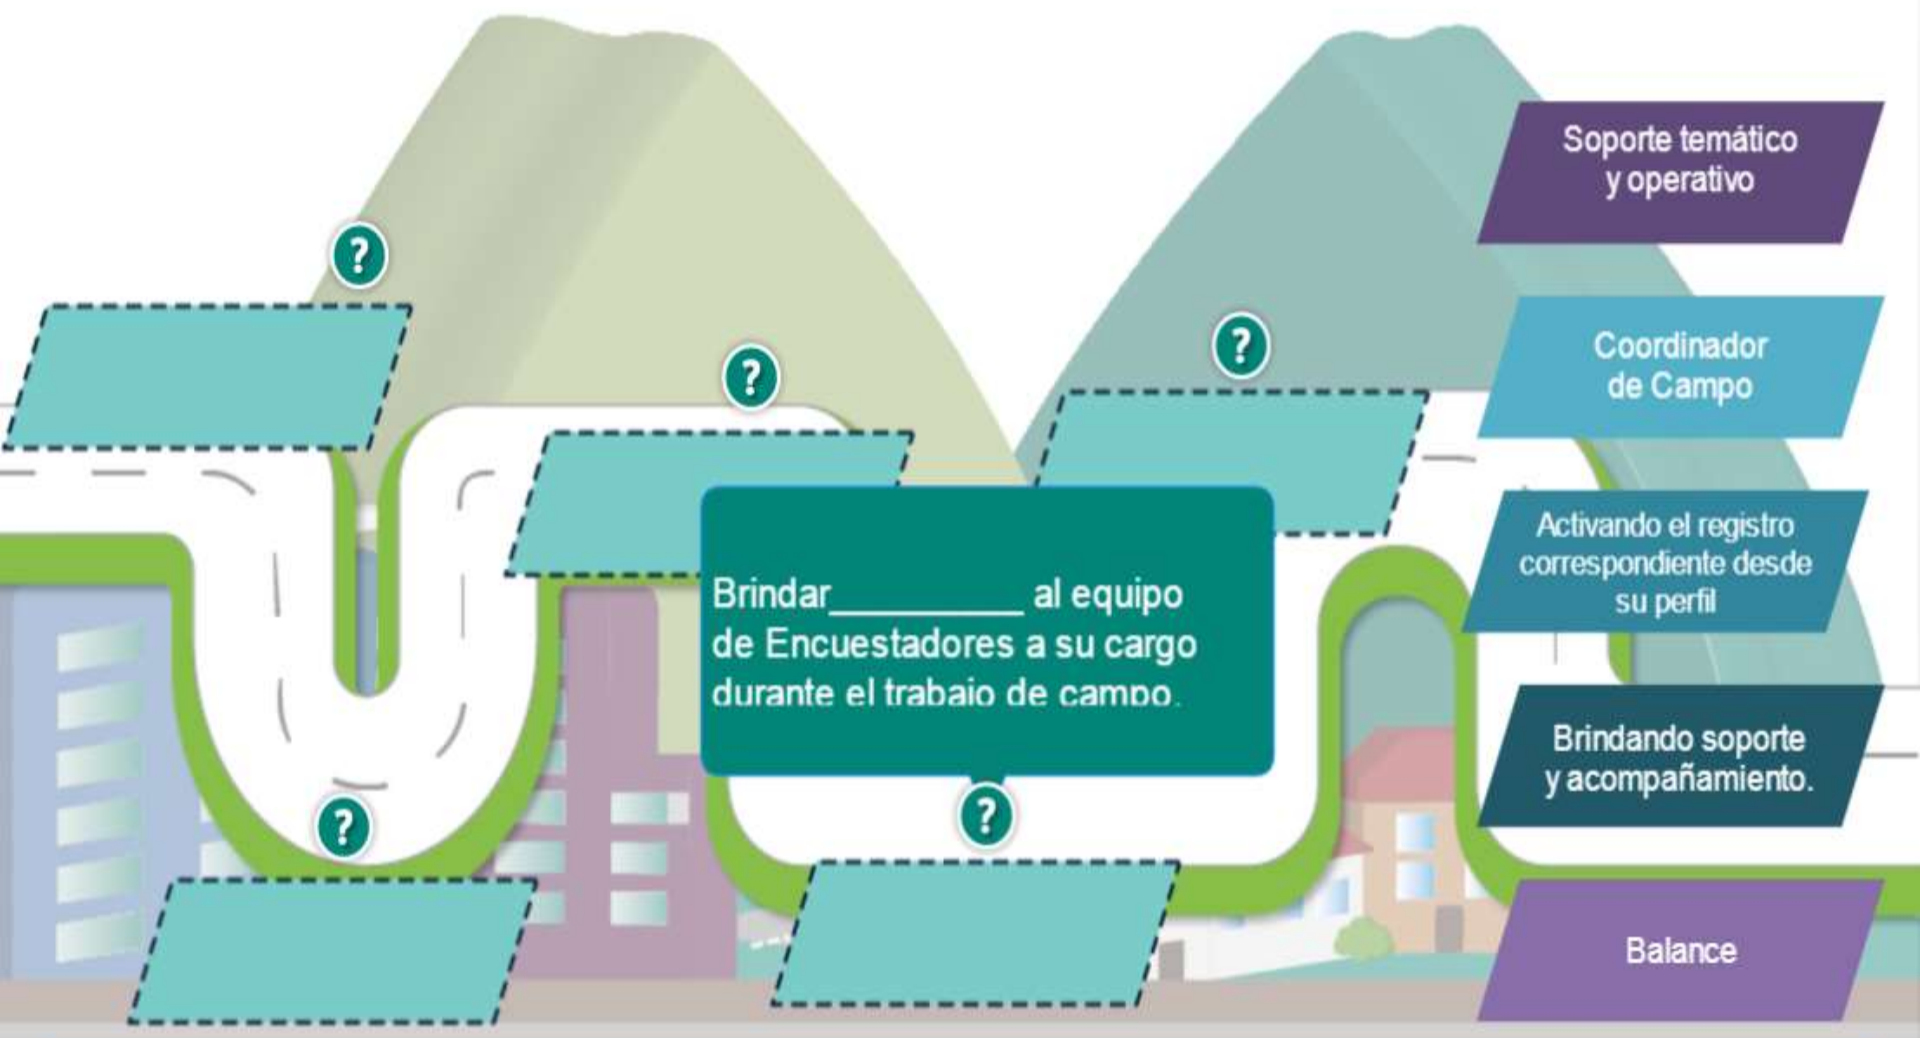 ?
?
?
Brindar__________ al equipo
de Encuestadores a su cargo
durante el trabajo de campo.
?
?
Soporte temático
y operativo
Coordinador
de Campo
Activando el registro
correspondiente desde
su perfil
Brindando soporte
y acompañamiento.
Balance